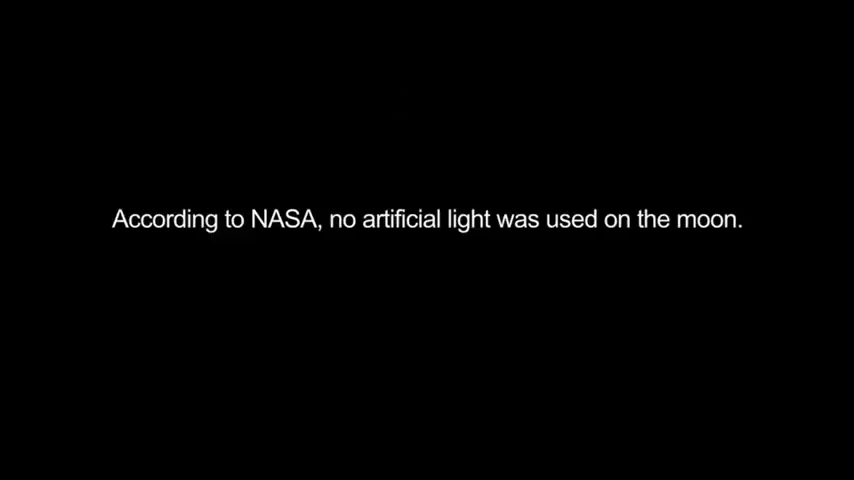 According to NASA, no artificial light was used on the moon.